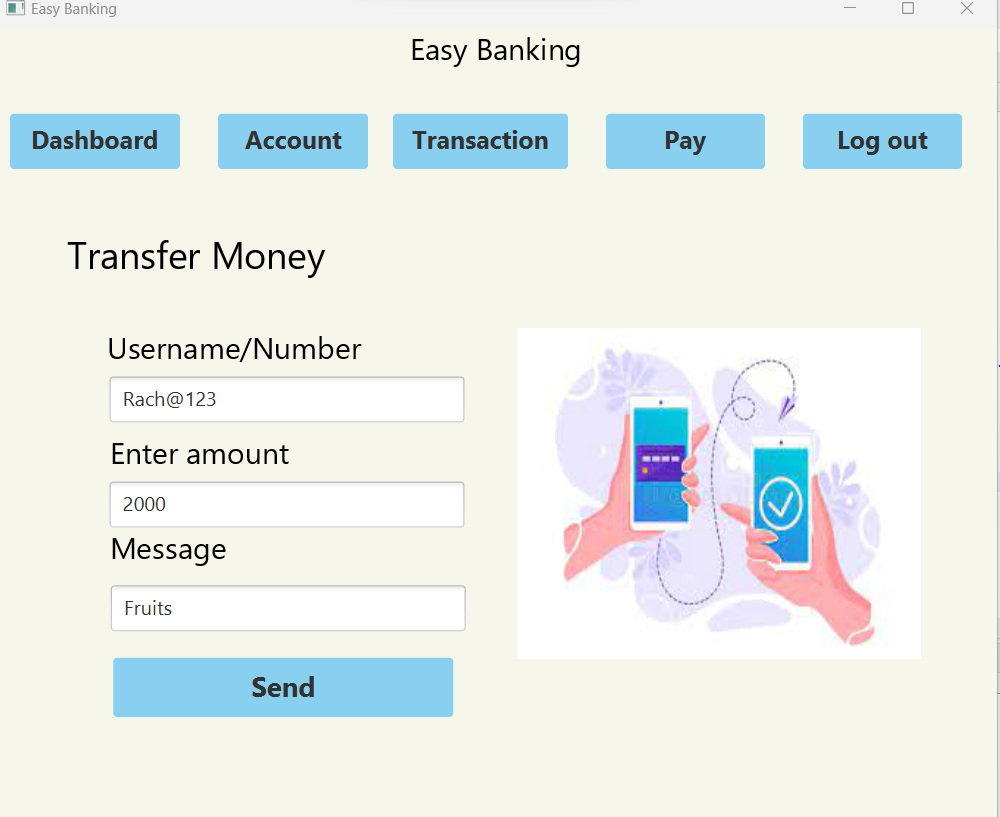 Easy Banking
Easy Banking
Dashboard Account Transaction Pay Log out
Transfer Money
Username/Number
Rach@123
Enter amount
2000
Message
Fruits
Send